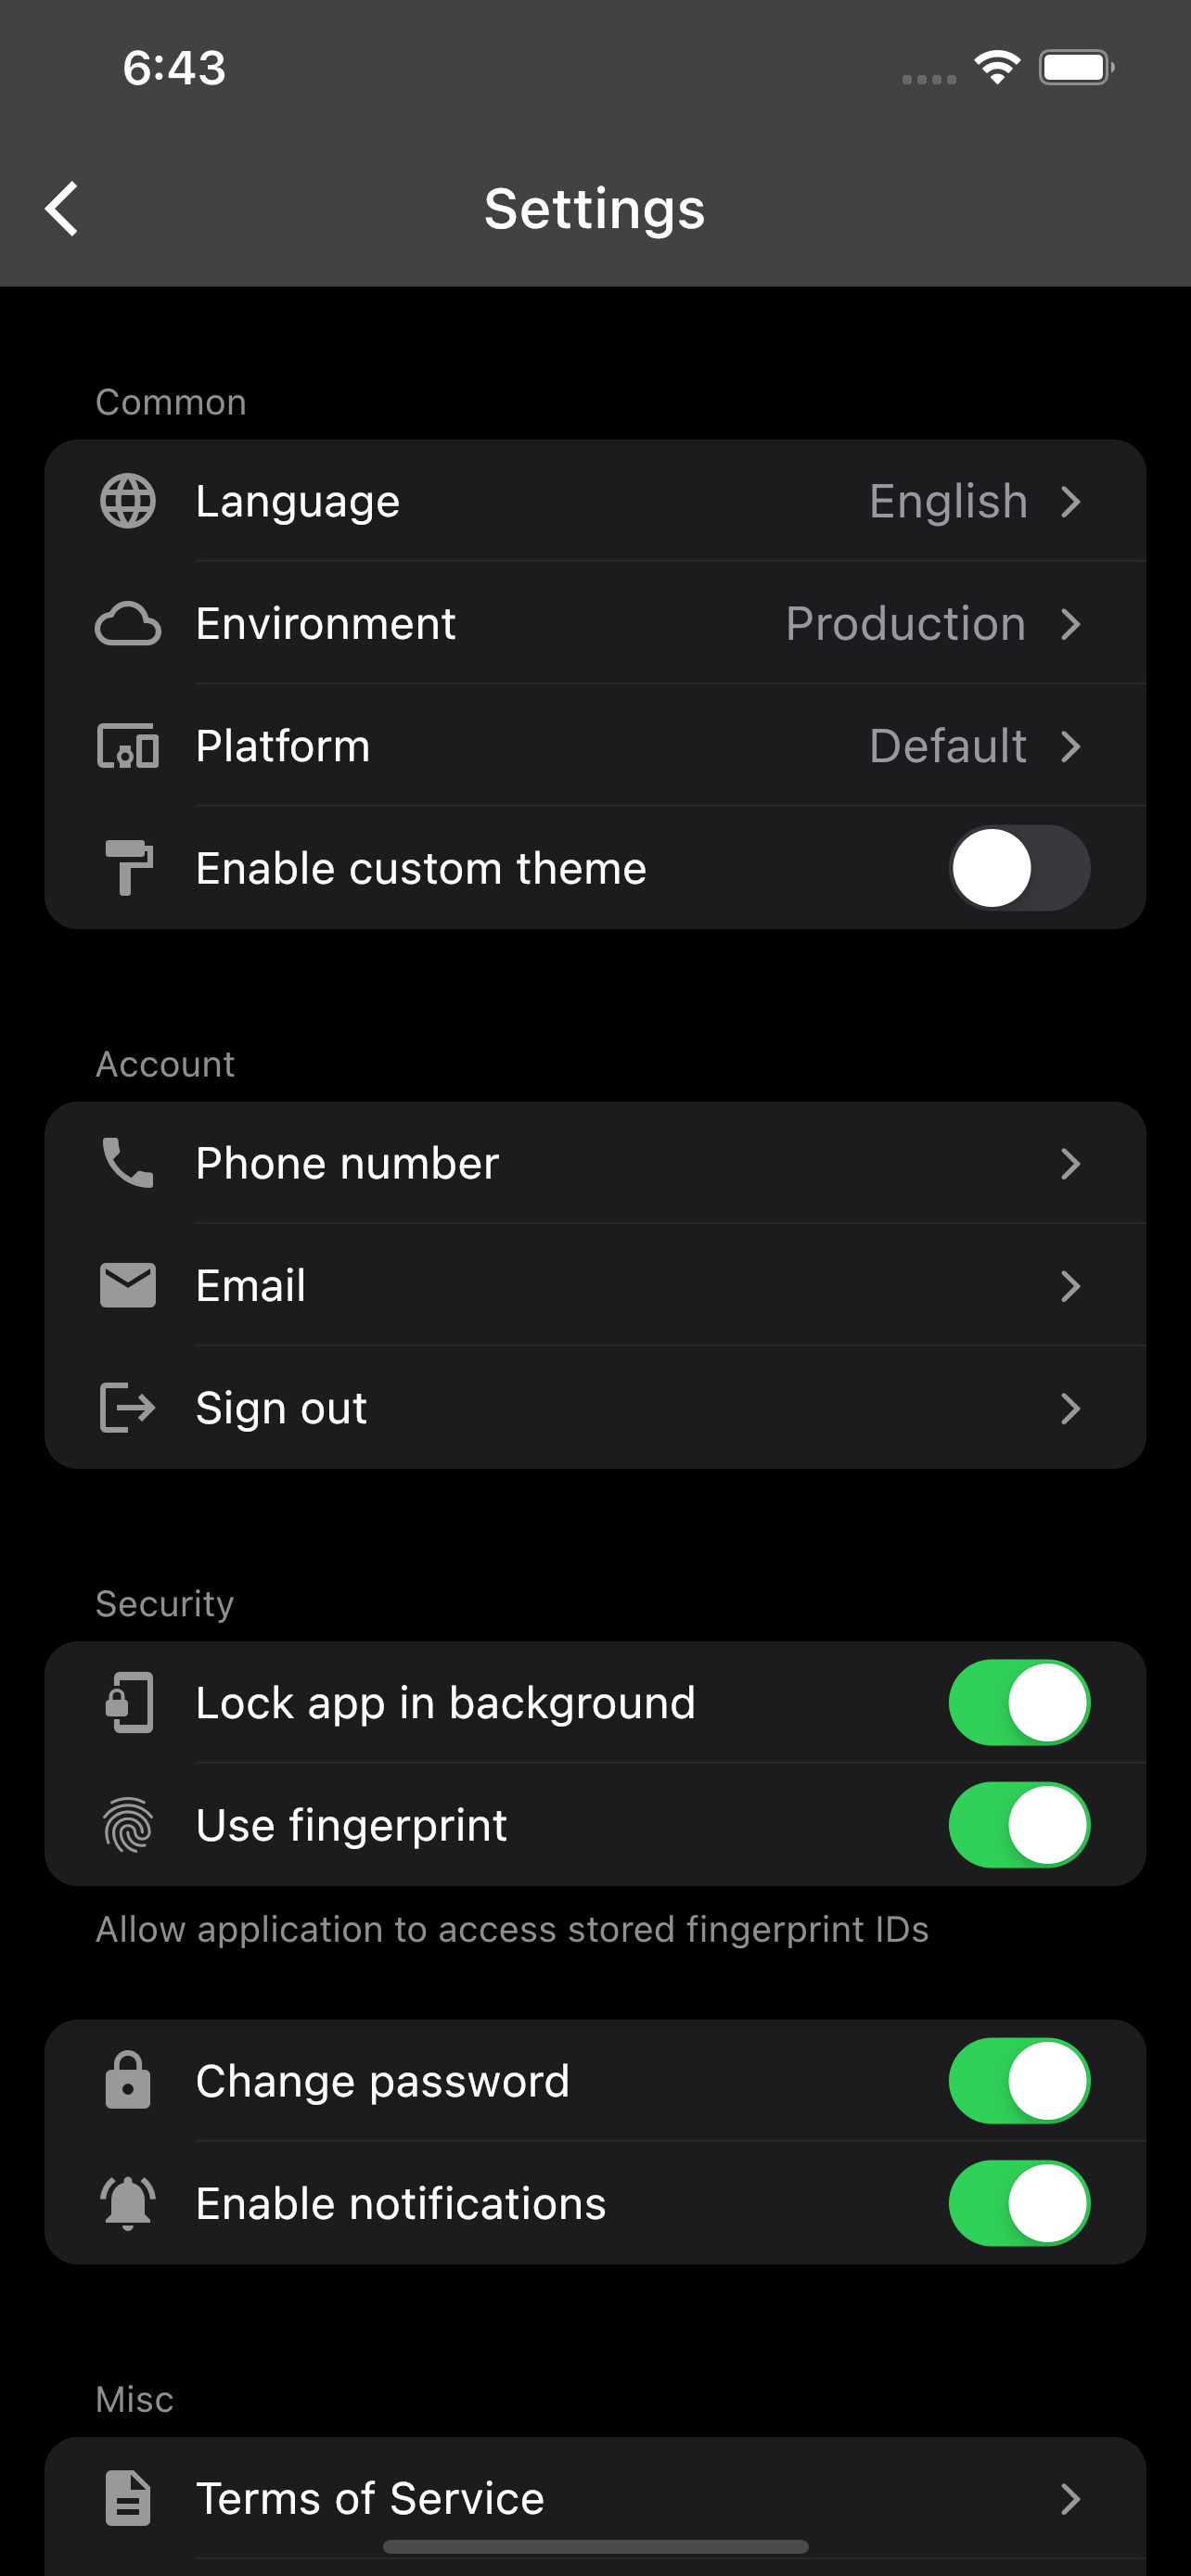 6:43
Settings
Common
Language English
Environment Production
Platform Default
Enable custom theme
Account
Phone number
Email
Sign out
Security
Lock app in background
Use fingerprint
Allow application to access stored fingerprint IDs
Change password
Enable notifications
Misc
Terms of Service